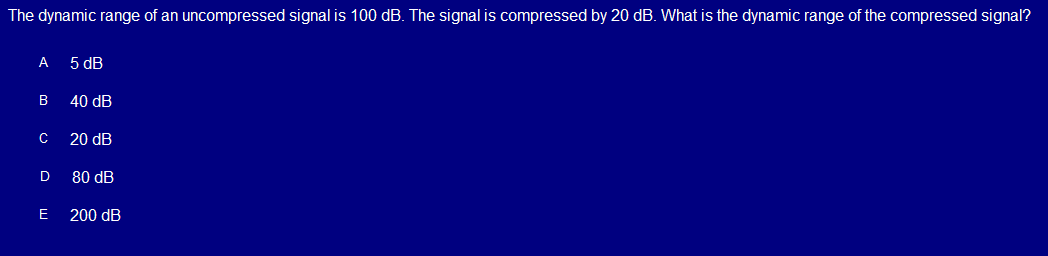 The dynamic range of an uncompressed signal is 100 dB. The signal is compressed by 20 dB. What is the dynamic range of the compressed signal?
A 5 dB
B 40 dB
C 20 dB
D 80 dB
E 200 dB